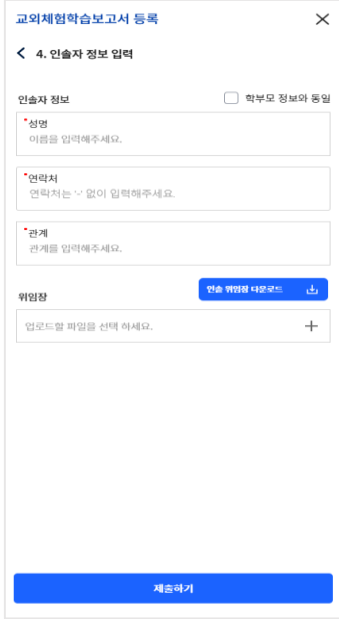 교외체험학습보고서 등록
4. 인솔자 정보 입력
인솔자 정보
학부모 정보와 동일
*성명
이름을 입력해주세요.
*연락처
연락처는 '-' 없이 입력해주세요.
*관계
관계를 입력해주세요.
위임장
인솔 위임장 다운로드
업로드할 파일을 선택 하세요.
제출하기